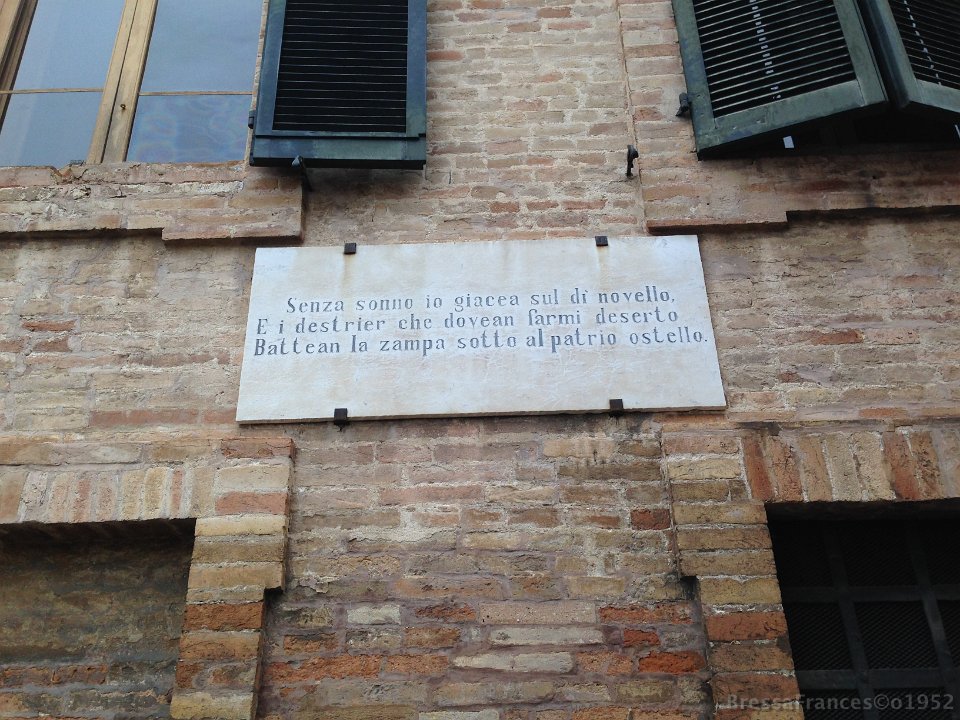 Senza sonno io giacea sul dì novello,
E i destrier che dovean farmi deserto
Battean la zampa sotto al patrio ostello.
BressaFrances©o1952